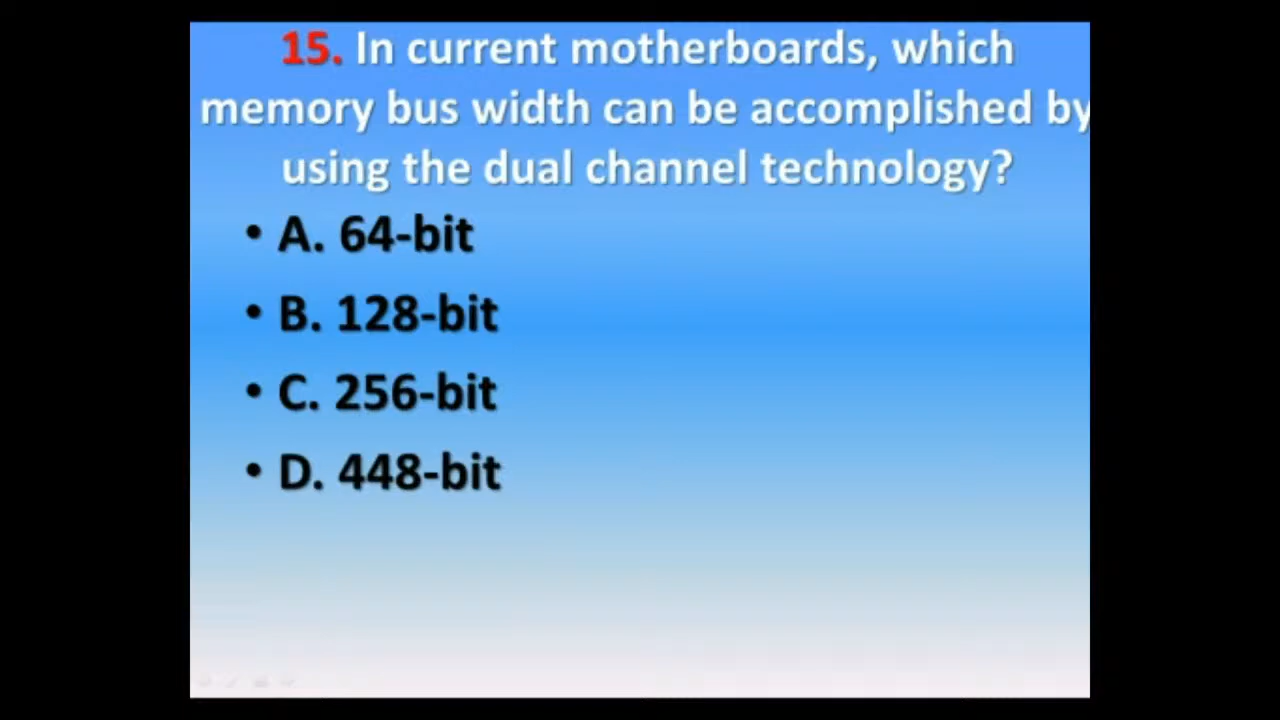 15. In current motherboards, which
memory bus width can be accomplished by
using the dual channel technology?
• A. 64-bit
• B. 128-bit
• C. 256-bit
• D. 448-bit